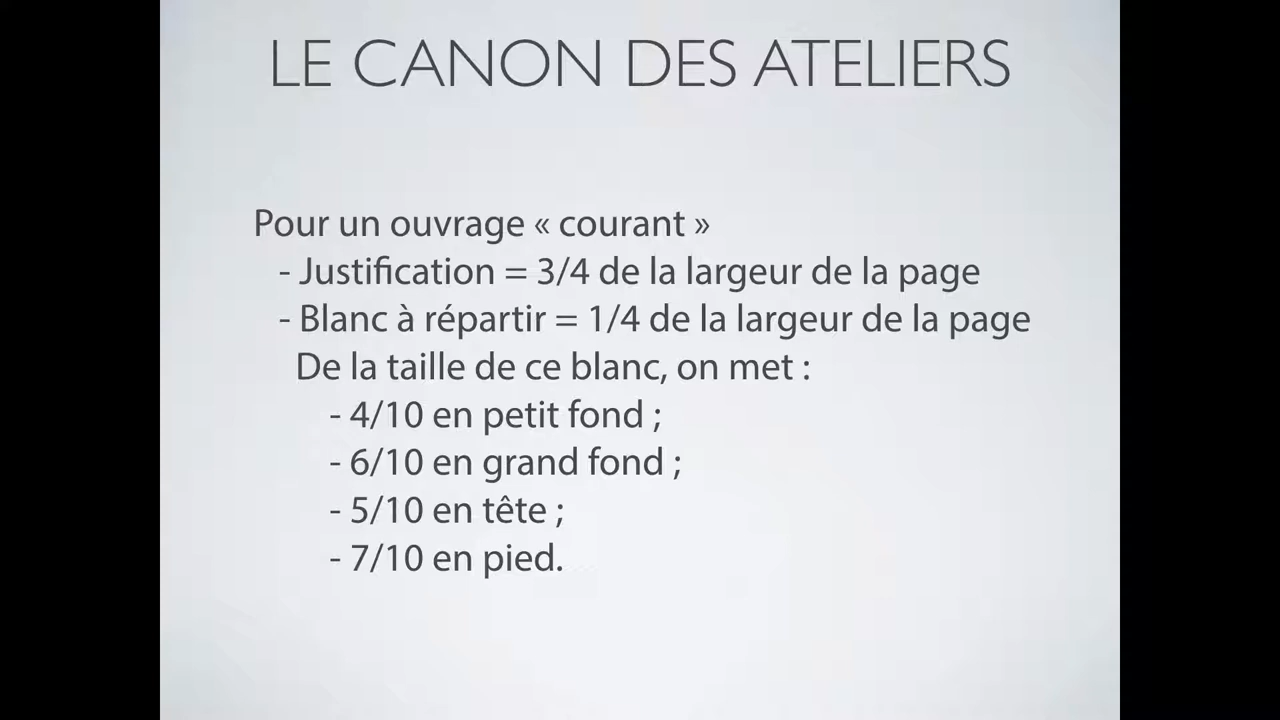 LE CANON DES ATELIERS
Pour un ouvrage « courant »
- Justification = 3/4 de la largeur de la page
- Blanc à répartir = 1/4 de la largeur de la page
De la taille de ce blanc, on met :
- 4/10 en petit fond ;
- 6/10 en grand fond ;
- 5/10 en tête ;
- 7/10 en pied.